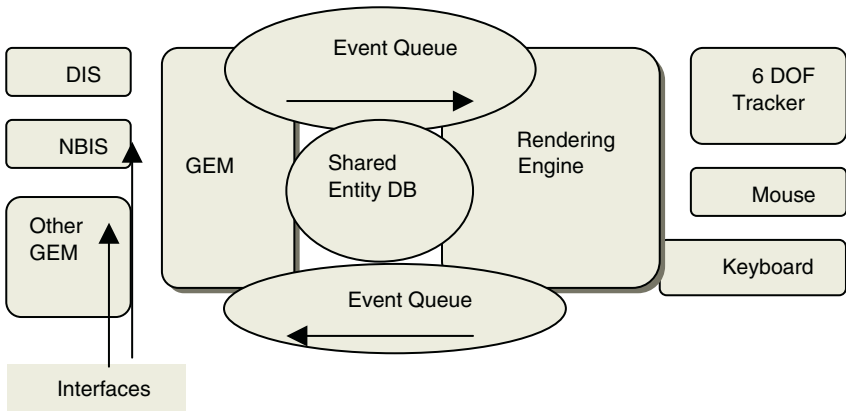 Event Queue
DIS
6 DOF
Tracker
NBIS
GEM
Shared
Entity DB
Rendering
Engine
Mouse
Other
GEM
Keyboard
Event Queue
Interfaces